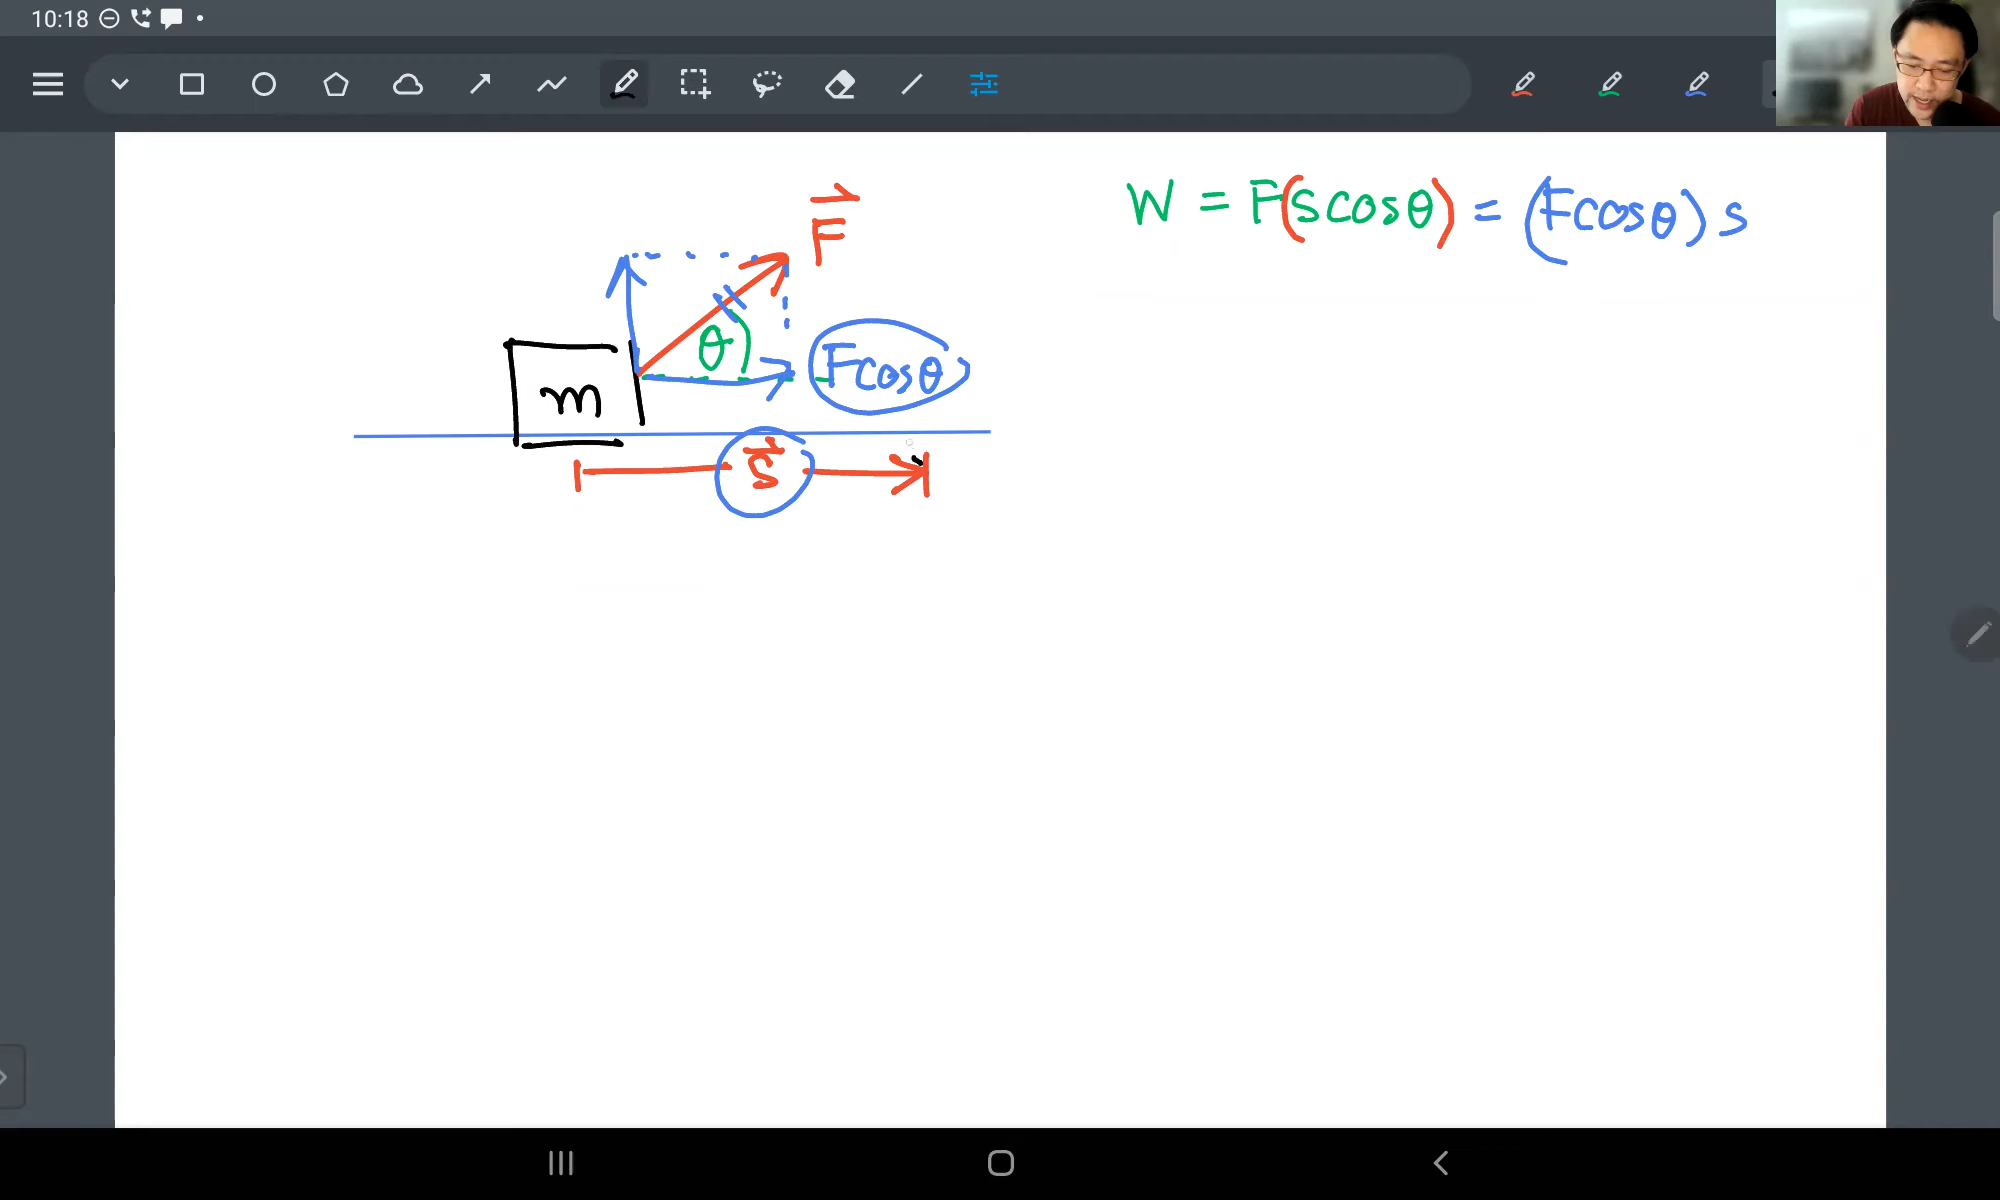 10:18
W = F(scosθ) = (Fcosθ) s
F
θ
Fcosθ
m
s